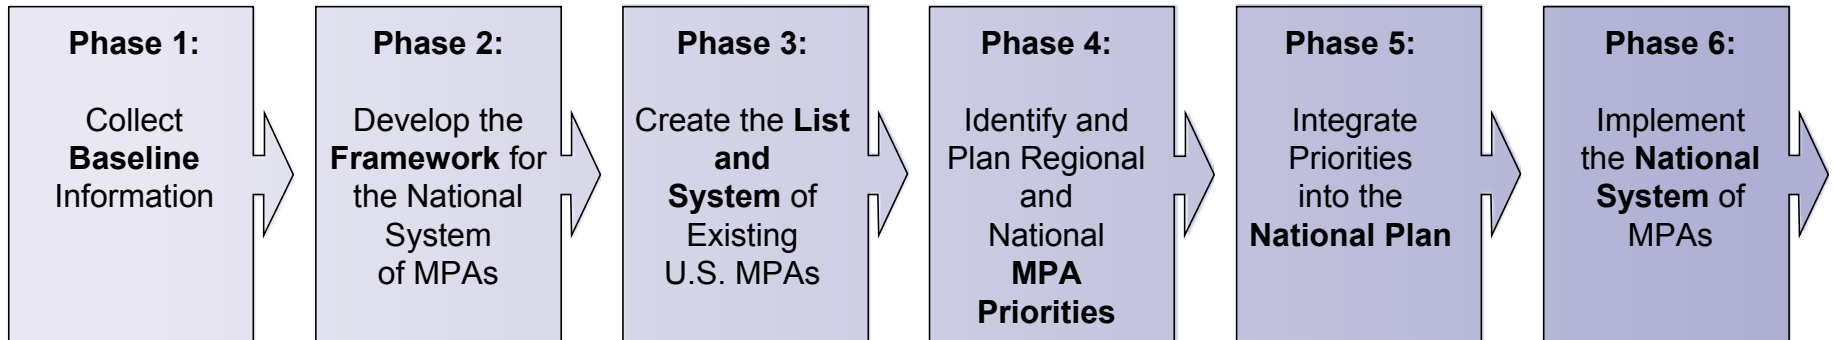 Phase 1:
Collect
Baseline
Information
Phase 2:
Develop the
Framework for
the National
System
of MPAs
Phase 3:
Create the List
and
System of
Existing
U.S. MPAs
Phase 4:
Identify and
Plan Regional
and
National
MPA
Priorities
Phase 5:
Integrate
Priorities
into the
National Plan
Phase 6:
Implement
the National
System of
MPAs